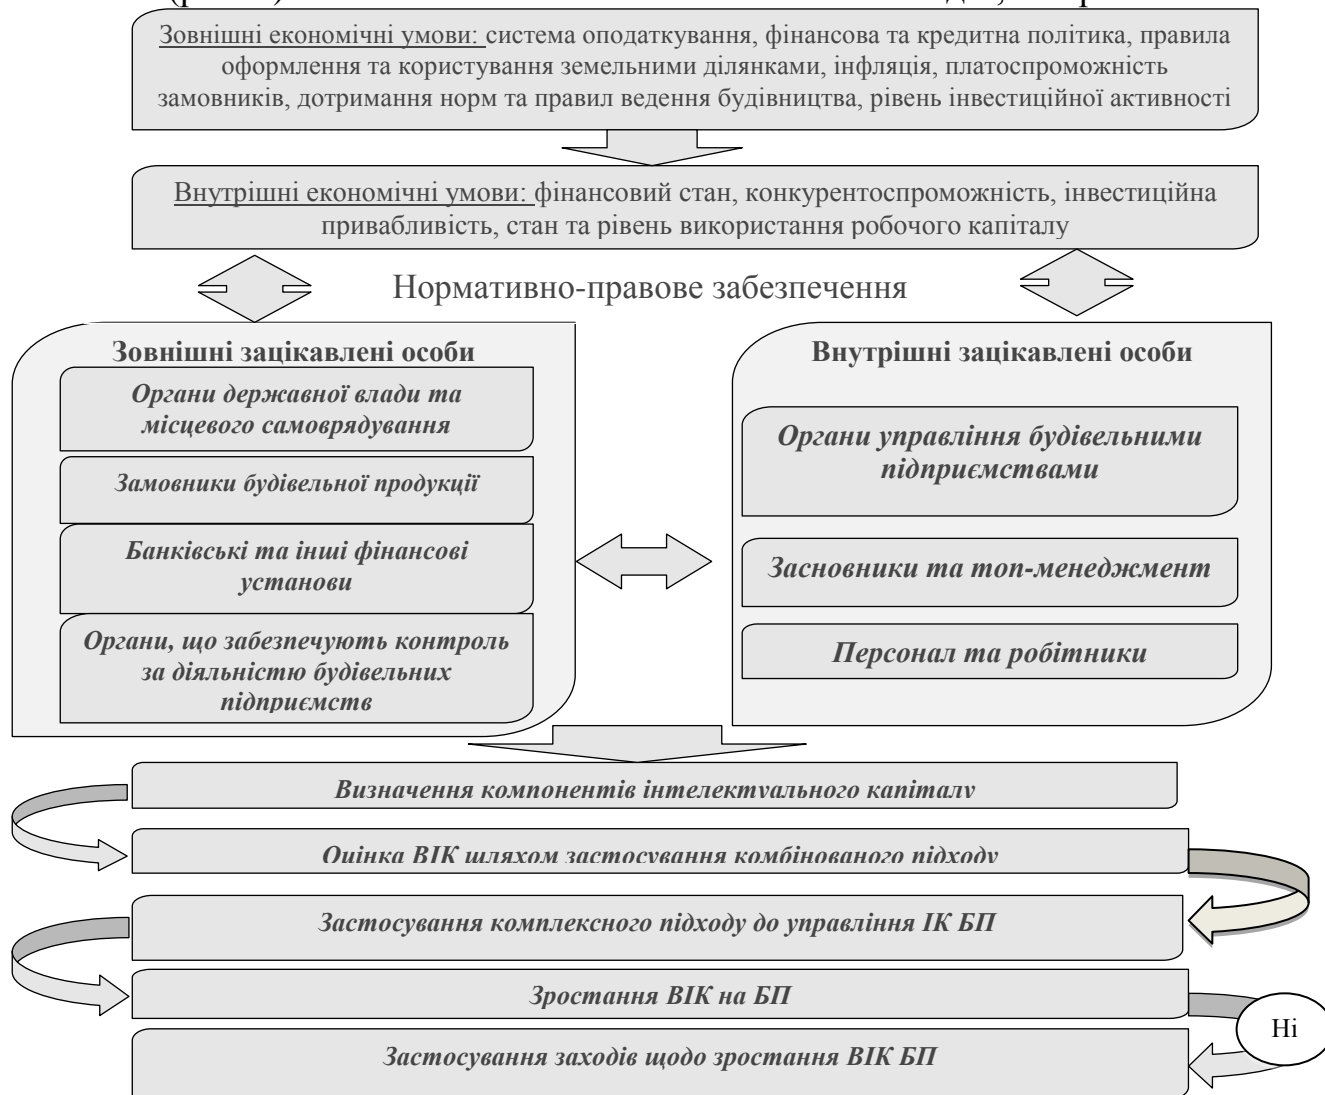 Зовнішні економічні умови: система оподаткування, фінансова та кредитна політика, правила
оформлення та користування земельними ділянками, інфляція, платоспроможність
замовників, дотримання норм та правил ведення будівництва, рівень інвестиційної активності
Внутрішні економічні умови: фінансовий стан, конкурентоспроможність, інвестиційна
привабливість, стан та рівень використання робочого капіталу
Нормативно-правове забезпечення
Зовнішні зацікавлені особи
Органи державної влади та
місцевого самоврядування
Замовники будівельної продукції
Банківські та інші фінансові
установи
Органи, що забезпечують контроль
за діяльністю будівельних
підприємств
Внутрішні зацікавлені особи
Органи управління будівельними
підприємствами
Засновники та топ-менеджмент
Персонал та робітники
Визначення компонентів інтелектуального капіталу
Оцінка ВІК шляхом застосування комбінованого підходу
Застосування комплексного підходу до управління ІК БП
Зростання ВІК на БП
Ні
Застосування заходів щодо зростання ВІК БП